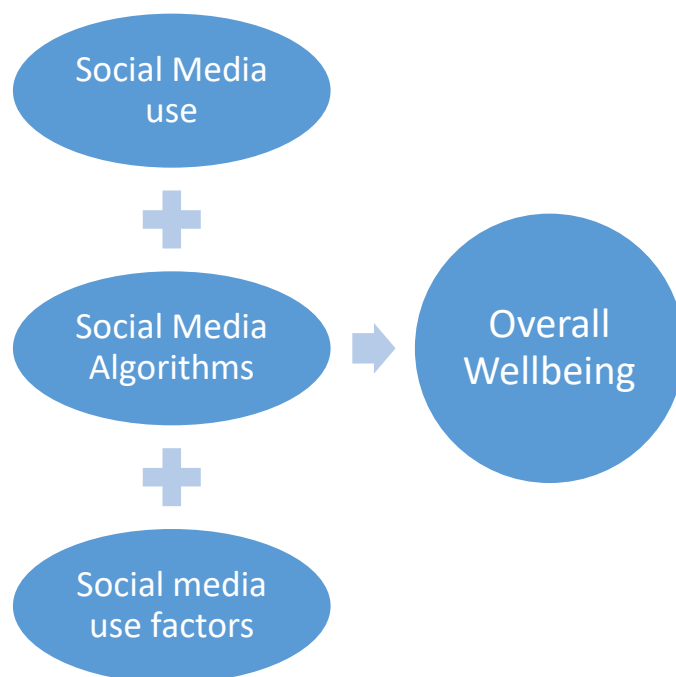 Social Media
use
Social Media
Algorithms
Overall
Wellbeing
Social media
use factors